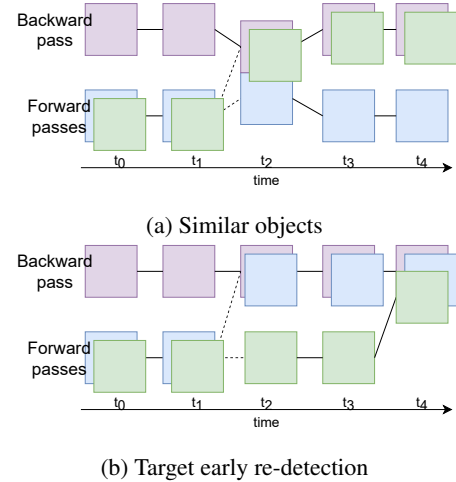 Backward
pass
Forward
passes
t0 t1 t2 t3 t4
time
(a) Similar objects
Backward
pass
Forward
passes
t0 t1 t2 t3 t4
time
(b) Target early re-detection